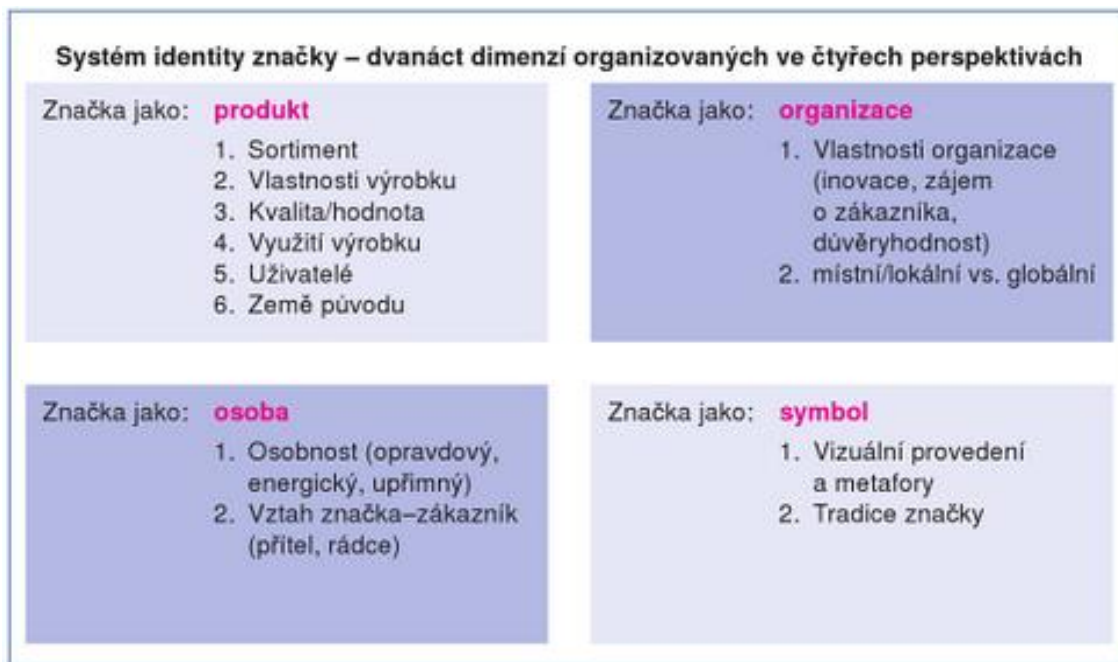 Systém identity značky – dvanáct dimenzí organizovaných ve čtyřech perspektivách
Značka jako: produkt
1. Sortiment
2. Vlastnosti výrobku
3. Kvalita/hodnota
4. Využití výrobku
5. Uživatelé
6. Země původu
Značka jako: organizace
1. Vlastnosti organizace
(inovace, zájem
o zákazníka,
důvěryhodnost)
2. místní/lokální vs. globální
Značka jako: osoba
1. Osobnost (opravdový,
energický, upřimný)
2. Vztah značka–zákazník
(přítel, rádce)
Značka jako: symbol
1. Vizuální provedení
a metafory
2. Tradice značky